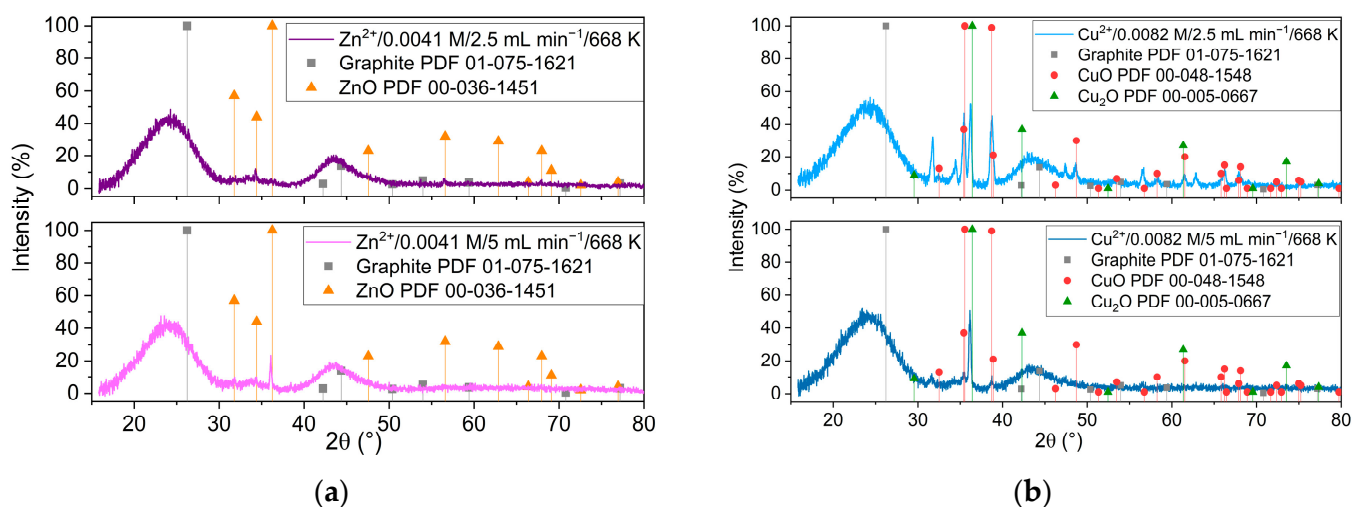 100
80
60
40
20
0
Zn²⁺/0.0041 M/2.5 mL min⁻¹/668 K
Graphite PDF 01-075-1621
ZnO PDF 00-036-1451
100
80
60
40
20
0
Zn²⁺/0.0041 M/5 mL min⁻¹/668 K
Graphite PDF 01-075-1621
ZnO PDF 00-036-1451
Intensity (%)
20 30 40 50 60 70 80
2θ (°)
(a)
100
80
60
40
20
0
Cu²⁺/0.0082 M/2.5 mL min⁻¹/668 K
Graphite PDF 01-075-1621
CuO PDF 00-048-1548
Cu₂O PDF 00-005-0667
100
80
60
40
20
0
Cu²⁺/0.0082 M/5 mL min⁻¹/668 K
Graphite PDF 01-075-1621
CuO PDF 00-048-1548
Cu₂O PDF 00-005-0667
Intensity (%)
20 30 40 50 60 70 80
2θ (°)
(b)